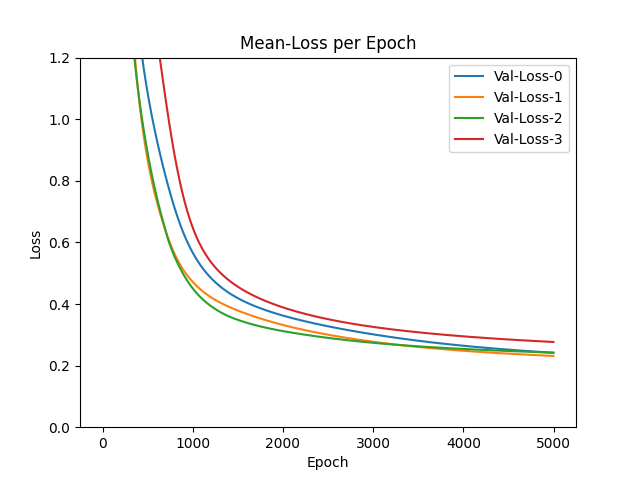 Mean-Loss per Epoch
1.2
1.0
0.8
0.6
0.4
0.2
0.0
Loss
Val-Loss-0
Val-Loss-1
Val-Loss-2
Val-Loss-3
0 1000 2000 3000 4000 5000
Epoch